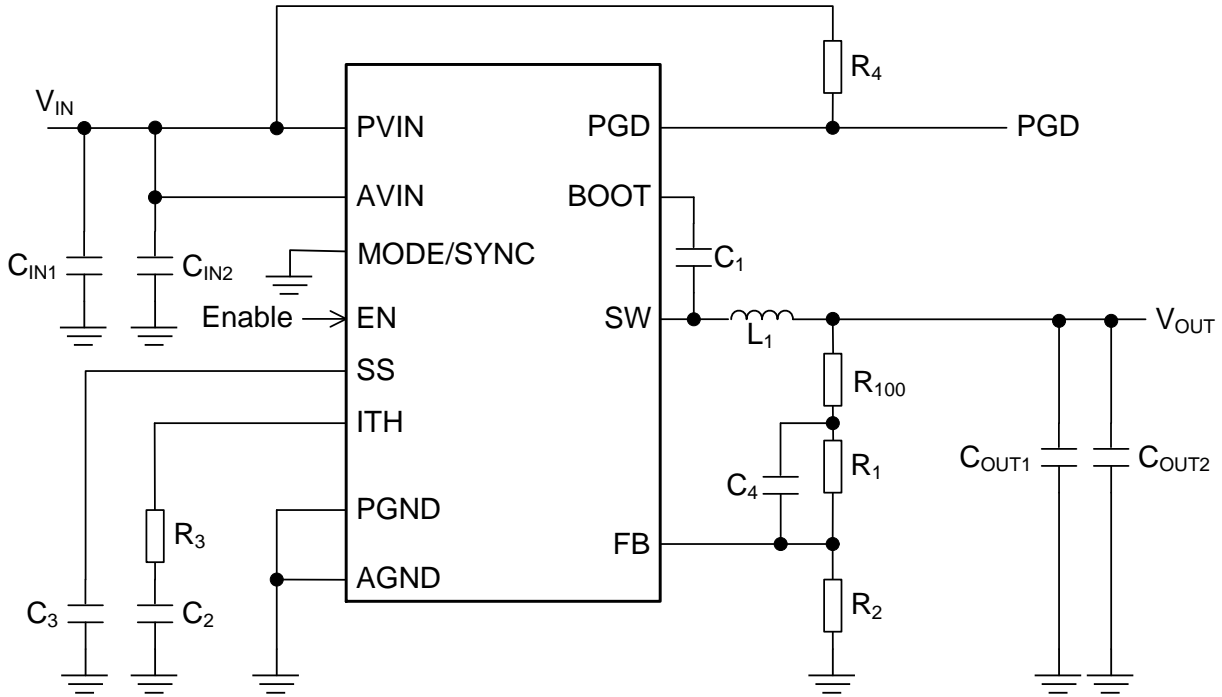 R4
VIN
PVIN
PGD
PGD
AVIN
BOOT
CIN1
CIN2
MODE/SYNC
C1
Enable
EN
SW
L1
VOUT
SS
R100
ITH
R1
COUT1
COUT2
C4
PGND
R3
FB
AGND
C3
C2
R2